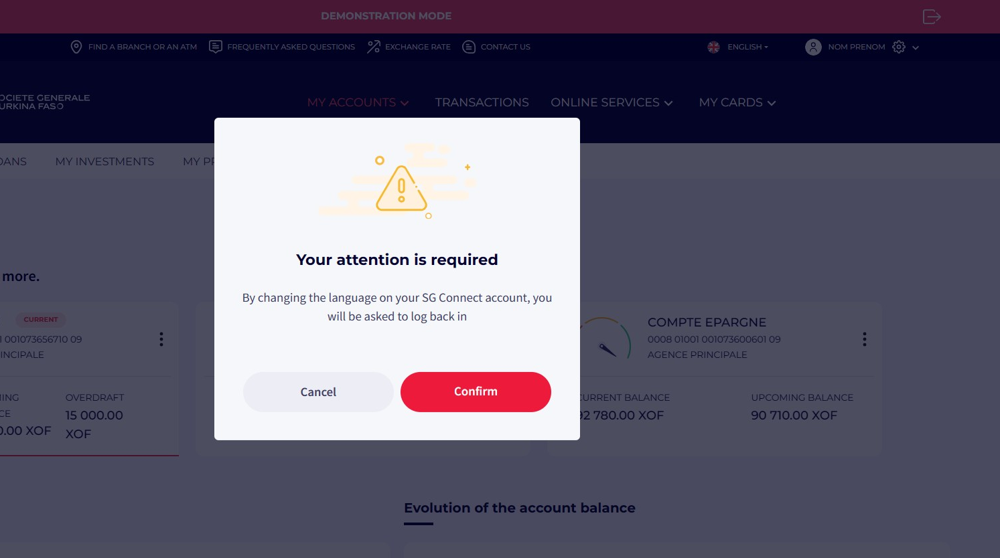 DEMONSTRATION MODE
FIND A BRANCH OR AN ATM FREQUENTLY ASKED QUESTIONS EXCHANGE RATE CONTACT US ENGLISH NOM PRENOM
OCIETE GENERALE
URKINA FASO
MY ACCOUNTS TRANSACTIONS ONLINE SERVICES MY CARDS
OANS MY INVESTMENTS MY PR
Your attention is required
By changing the language on your SG Connect account, you
will be asked to log back in
Cancel Confirm
more.
CURRENT
1 001073656710 09
INCIPALE
ING
CE
0.00 XOF
OVERDRAFT
15 000.00
XOF
COMPTE EPARGNE
0008 01001 001073600601 09
AGENCE PRINCIPALE
CURRENT BALANCE UPCOMING BALANCE
92 780.00 XOF 90 710.00 XOF
Evolution of the account balance